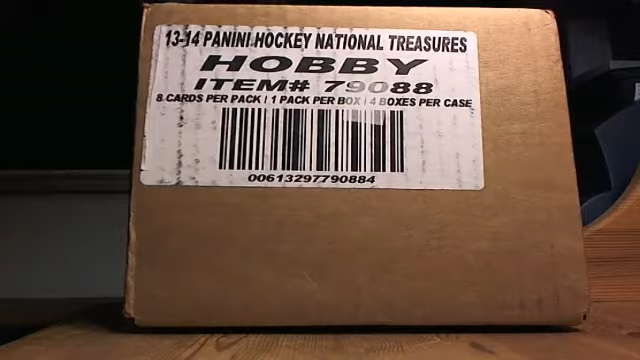 13-14 PANINI HOCKEY NATIONAL TREASURES
HOBBY
ITEM# 79088
8 CARDS PER PACK / 1 PACK PER BOX / 4 BOXES PER CASE
00613297790884